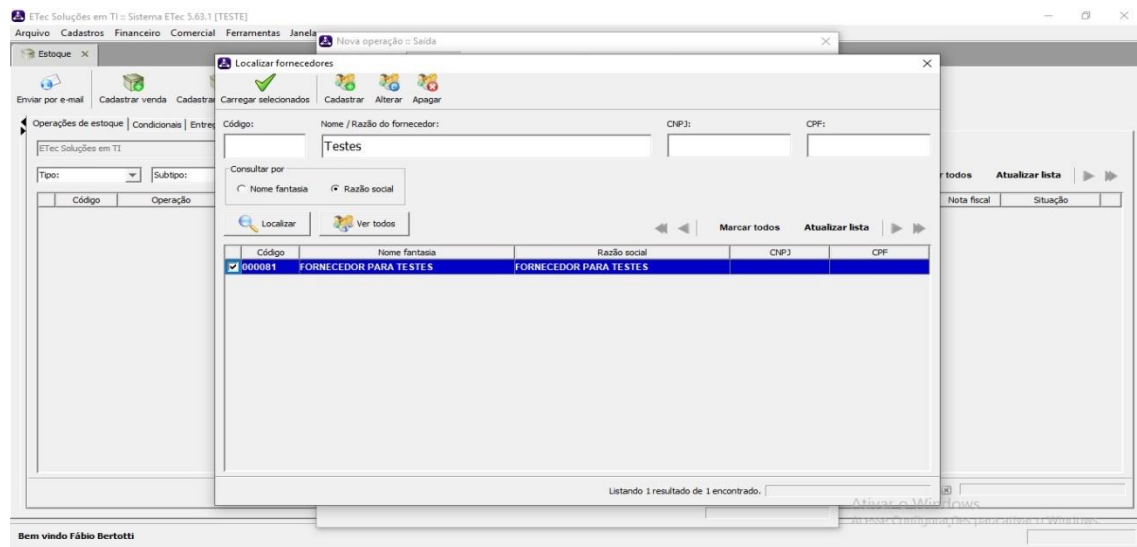 ETec Soluções em TI :: Sistema ETec 5.63.1 [TESTE]
Arquivo Cadastros Financeiro Comercial Ferramentas Janela
Nova operação :: Saída
Estoque
Localizar fornecedores
Enviar por e-mail Cadastrar venda Cadastrar Carregar selecionados Cadastrar Alterar Apagar
Operações de estoque Condicionais Entreg
Código: Nome / Razão do fornecedor: CNPJ: CPF:
ETec Soluções em TI
Testes
Consultar por
Tipo: Subtipo:
Nome fantasia Razão social
r todos Atualizar lista
Código Operação
Nota fiscal Situação
Localizar Ver todos Marcar todos Atualizar lista
Código Nome fantasia Razão social CNPJ CPF
000081 FORNECEDOR PARA TESTES FORNECEDOR PARA TESTES
Listando 1 resultado de 1 encontrado.
Ativar o Windows
Acesse Configurações para ativar o Windows.
Bem vindo Fábio Bertotti